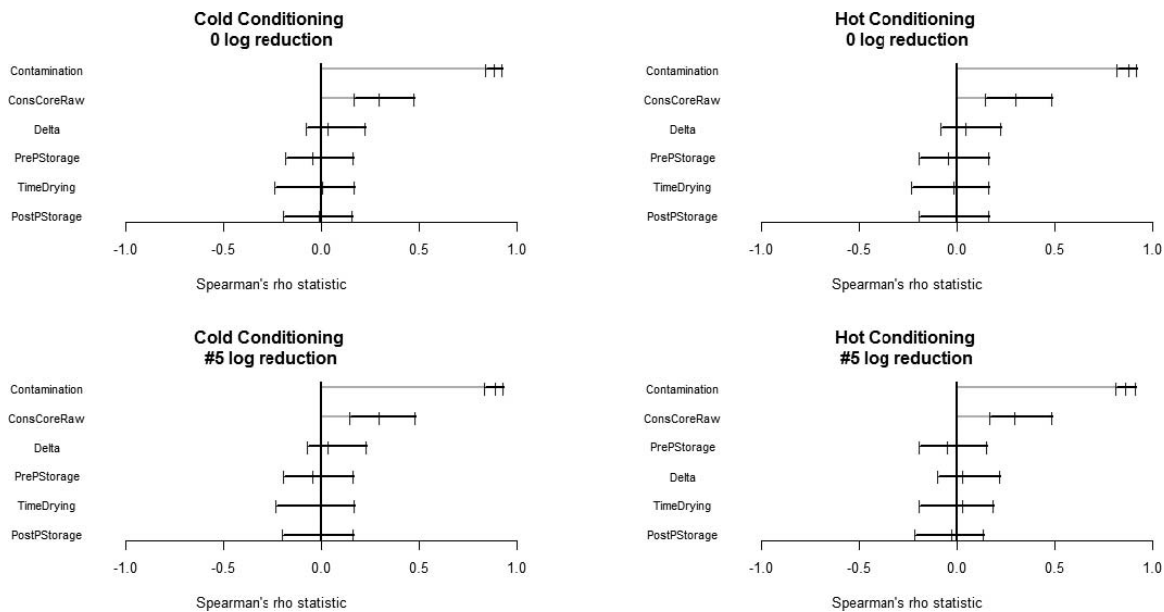 Cold Conditioning
0 log reduction
Contamination
ConsCoreRaw
Delta
PrePStorage
TimeDrying
PostPStorage
-1.0 -0.5 0.0 0.5 1.0
Spearman's rho statistic
Hot Conditioning
0 log reduction
Contamination
ConsCoreRaw
Delta
PrePStorage
TimeDrying
PostPStorage
-1.0 -0.5 0.0 0.5 1.0
Spearman's rho statistic
Cold Conditioning
#5 log reduction
Contamination
ConsCoreRaw
Delta
PrePStorage
TimeDrying
PostPStorage
-1.0 -0.5 0.0 0.5 1.0
Spearman's rho statistic
Hot Conditioning
#5 log reduction
Contamination
ConsCoreRaw
PrePStorage
Delta
TimeDrying
PostPStorage
-1.0 -0.5 0.0 0.5 1.0
Spearman's rho statistic